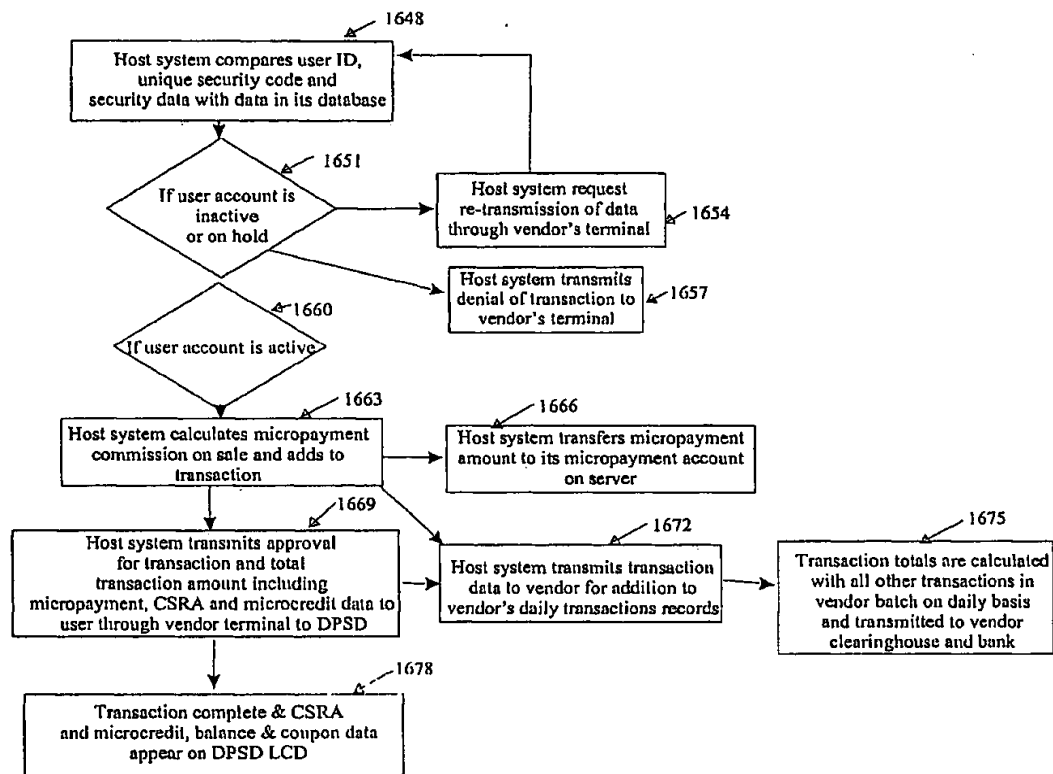 1648
Host system compares user ID,
unique security code and
security data with data in its database
1651
If user account is
inactive
or on hold
Host system request
re-transmission of data
through vendor's terminal
1654
Host system transmits
denial of transaction to
vendor's terminal
1657
1660
If user account is active
1663
Host system calculates micropayment
commission on sale and adds to
transaction
1666
Host system transfers micropayment
amount to its micropayment account
on server
1669
Host system transmits approval
for transaction and total
transaction amount including
micropayment, CSRA and microcredit data to
user through vendor terminal to DPSD
1672
Host system transmits transaction
data to vendor for addition to
vendor's daily transactions records
1675
Transaction totals are calculated
with all other transactions in
vendor batch on daily basis
and transmitted to vendor
clearinghouse and bank
1678
Transaction complete & CSRA
and microcredit, balance & coupon data
appear on DPSD LCD